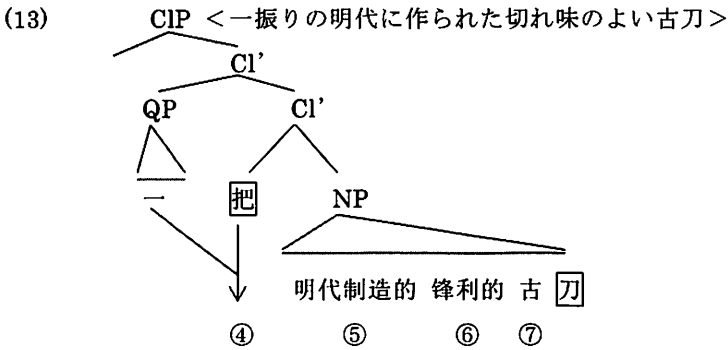 (13) ClP ＜一振りの明代に作られた切れ味のよい古刀＞
Cl’
QP Cl’
一 把 NP
明代制造的 锋利的 古 刀
④ ⑤ ⑥ ⑦